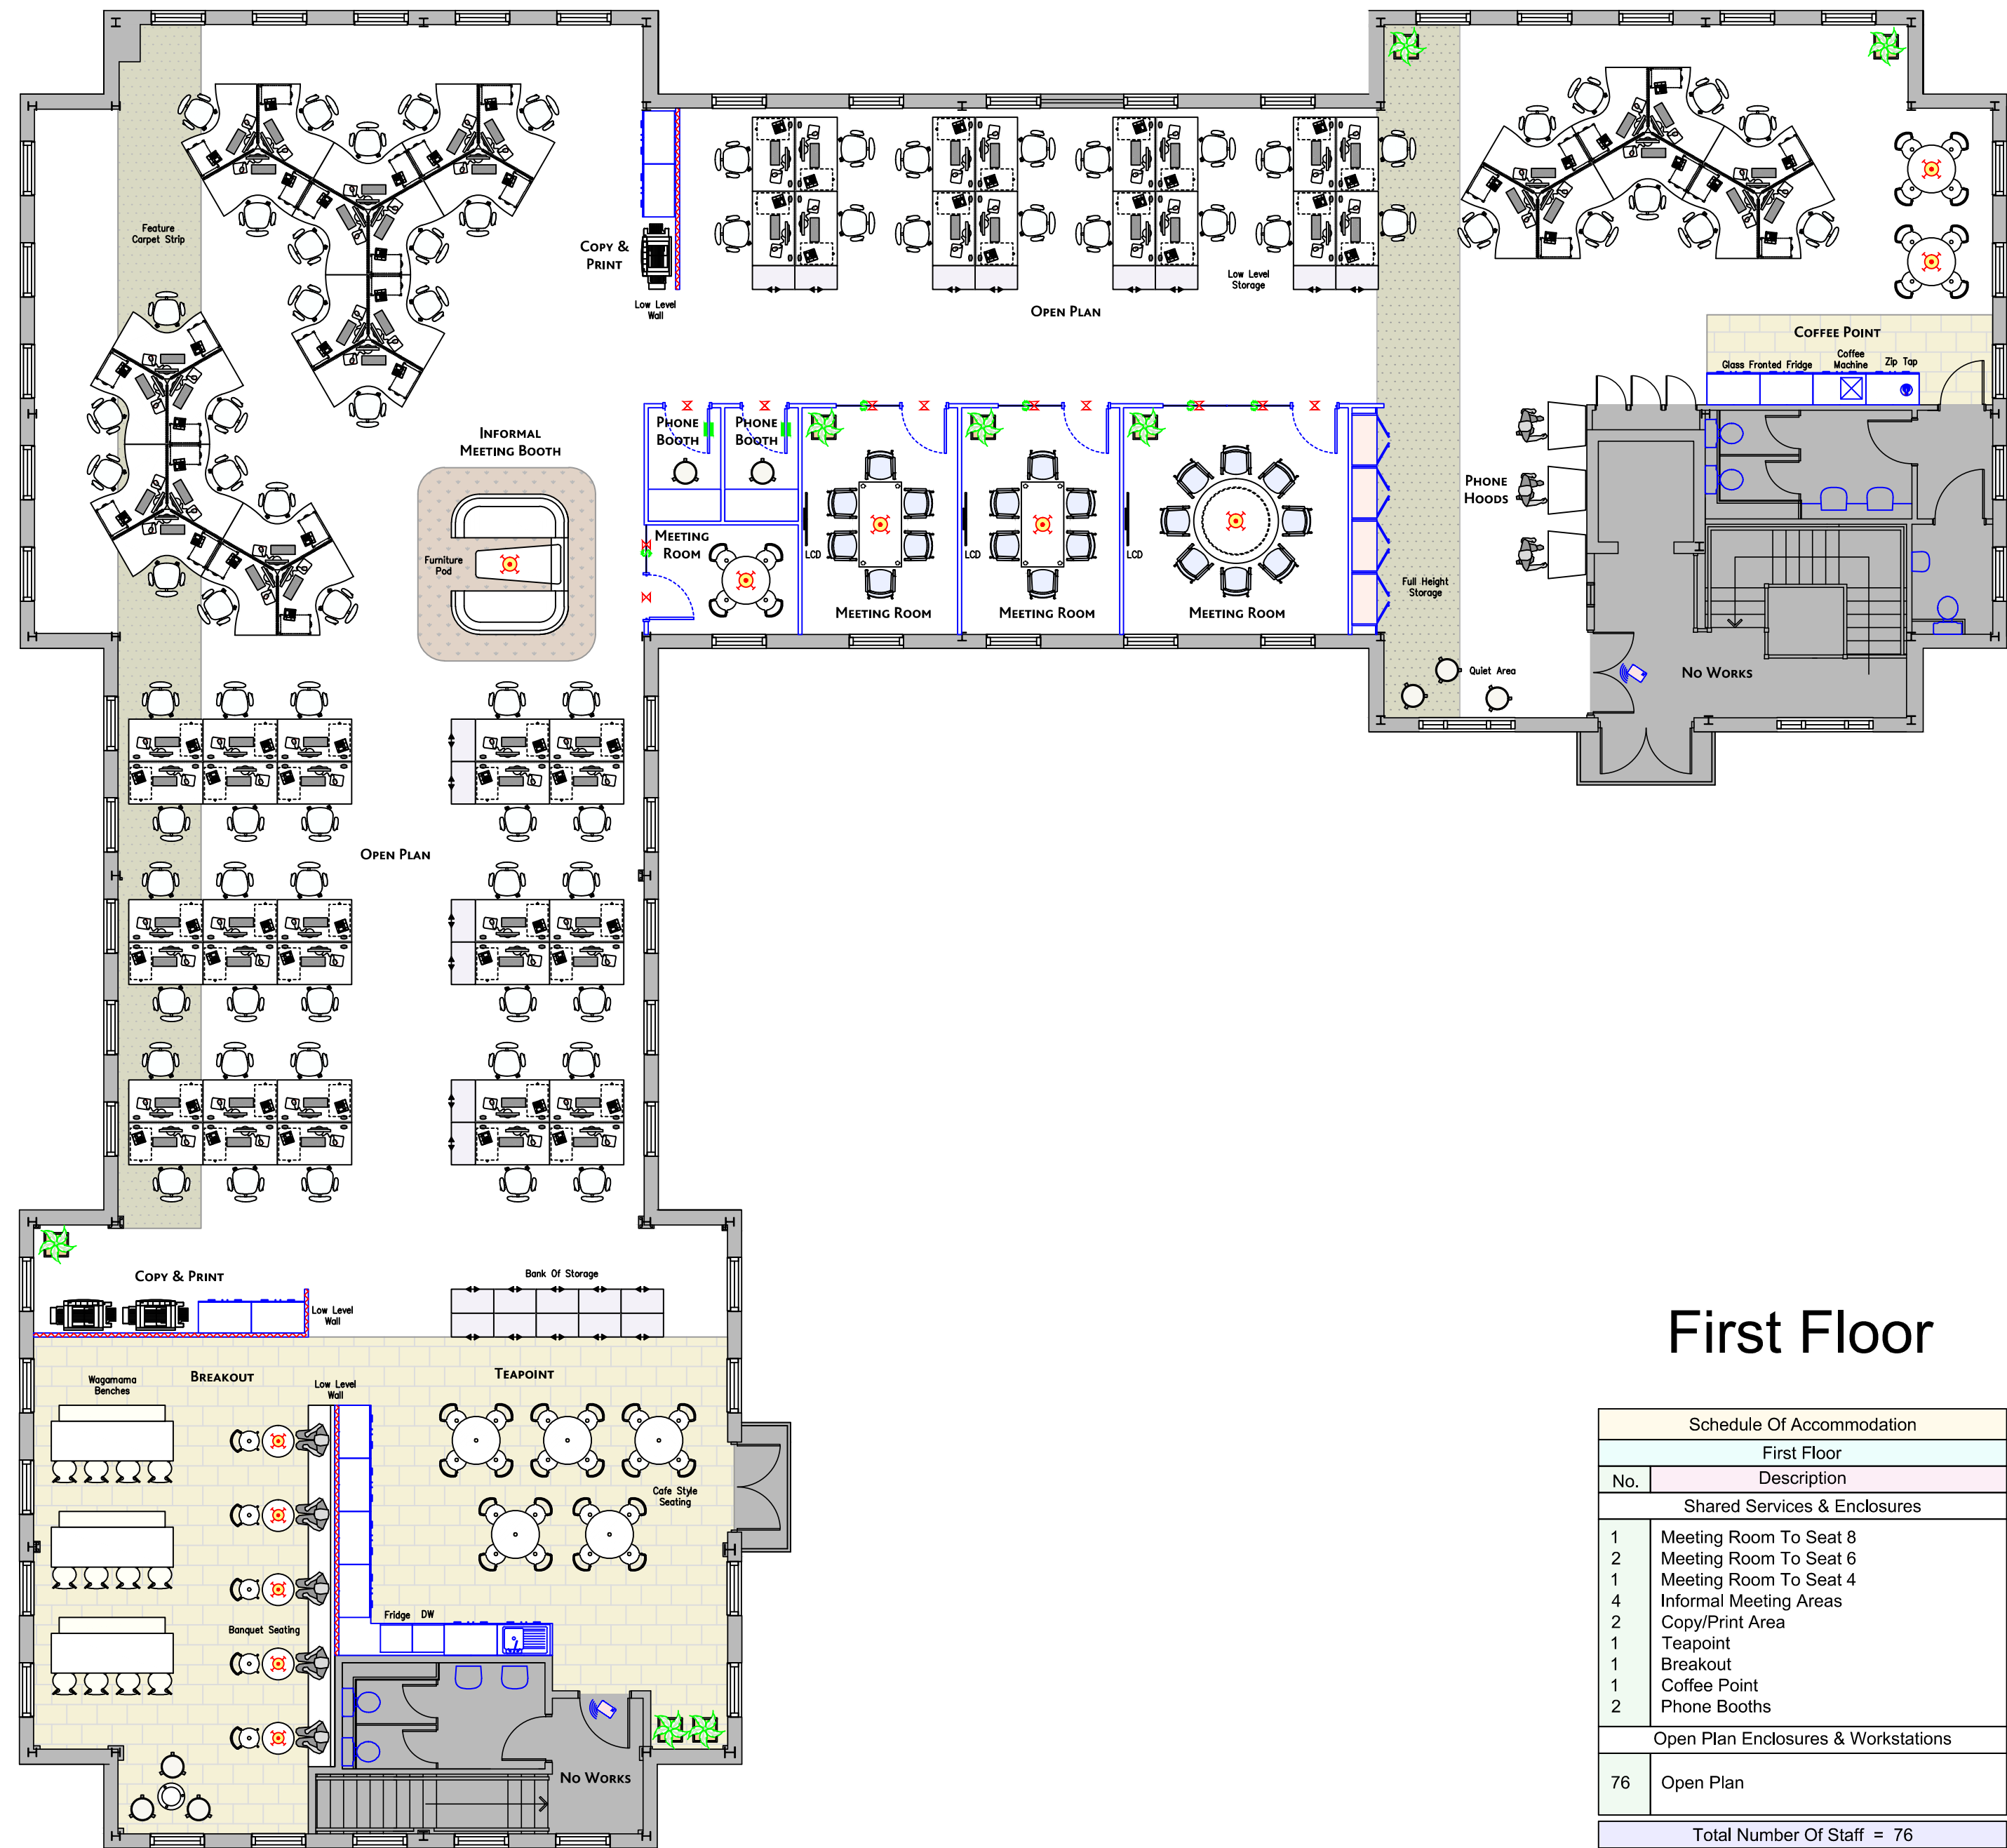 Feature
Carpet Strip
COPY &
PRINT
Low Level
Wall
Low Level
Storage
OPEN PLAN
COFFEE POINT
Glass Fronted Fridge
Coffee
Machine
Zip Tap
INFORMAL
MEETING BOOTH
Furniture
Pod
PHONE
BOOTH
PHONE
BOOTH
MEETING
ROOM
LCD
MEETING ROOM
LCD
MEETING ROOM
LCD
MEETING ROOM
Full Height
Storage
PHONE
HOODS
Quiet Area
NO WORKS
OPEN PLAN
COPY & PRINT
Low Level
Wall
Bank Of Storage
Wagamama
Benches
BREAKOUT
Low Level
Wall
TEAPOINT
Cafe Style
Seating
Fridge
DW
Banquet Seating
NO WORKS
First Floor
Schedule Of Accommodation
First Floor
No. Description
Shared Services & Enclosures
1 Meeting Room To Seat 8
2 Meeting Room To Seat 6
1 Meeting Room To Seat 4
4 Informal Meeting Areas
2 Copy/Print Area
1 Teapoint
1 Breakout
1 Coffee Point
2 Phone Booths
Open Plan Enclosures & Workstations
76 Open Plan
Total Number Of Staff = 76